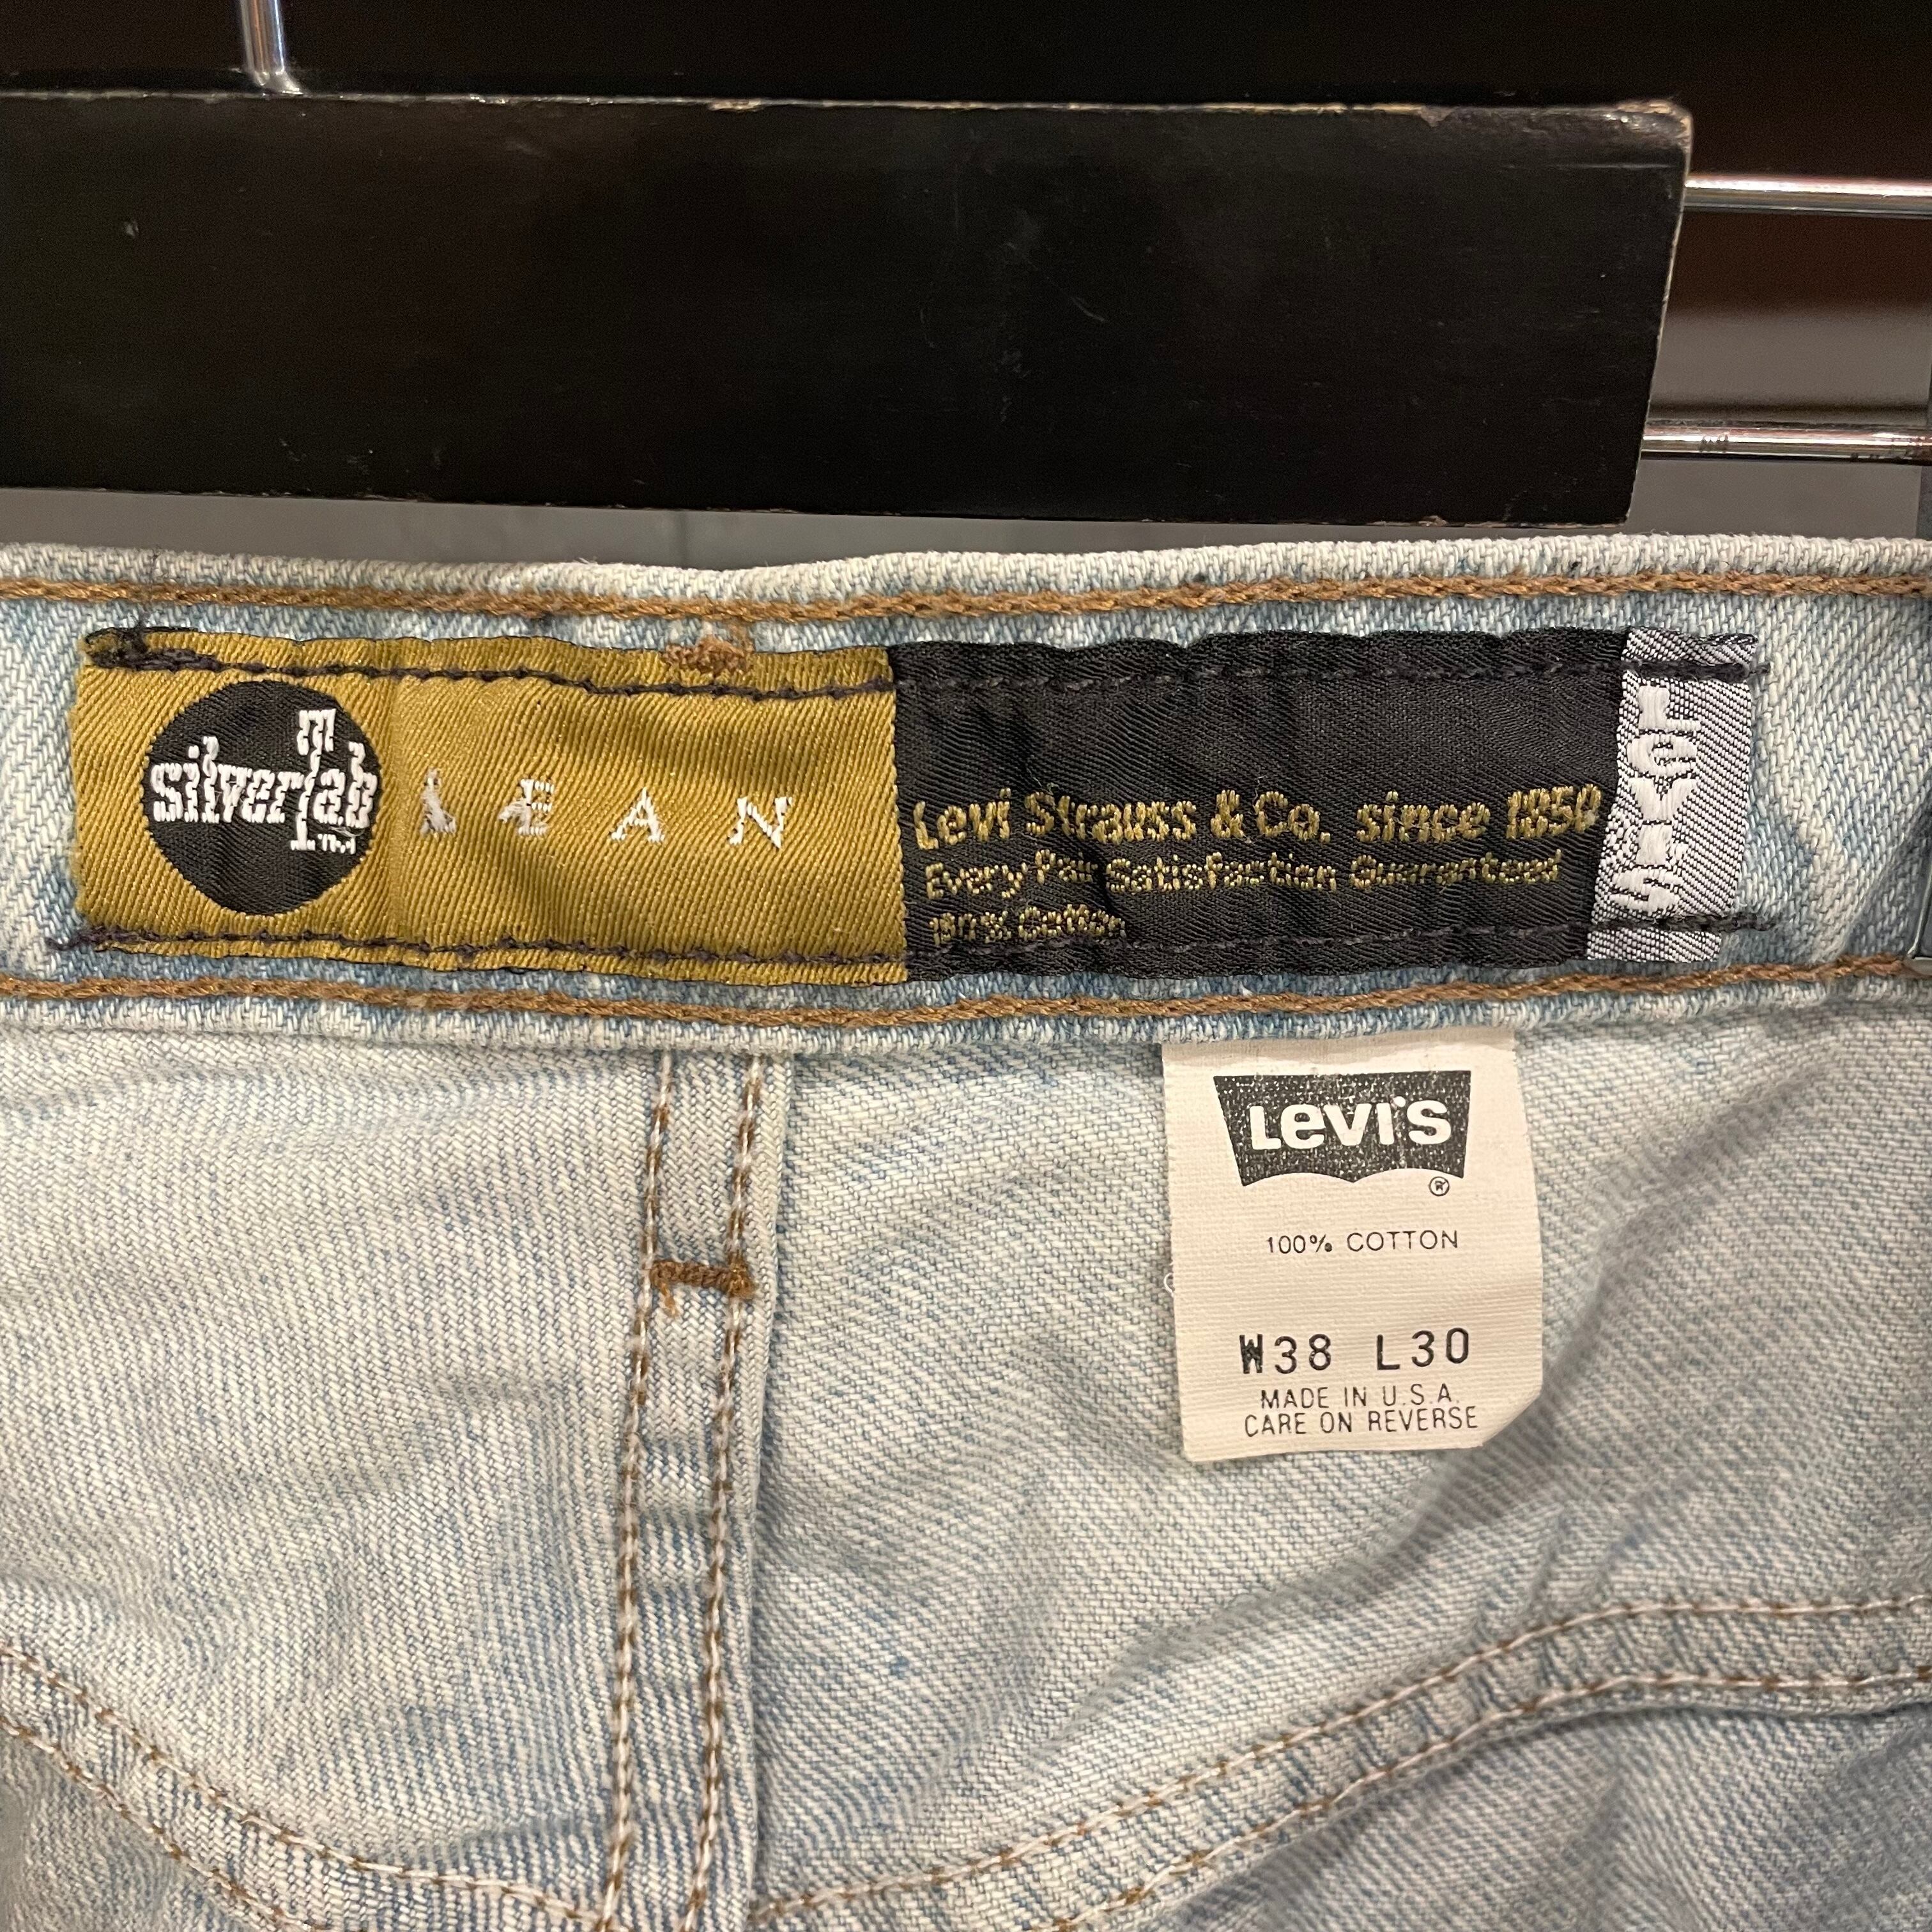 silverTab TM
LEAN
Levi Strauss & Co. since 1850
Every Pair Satisfaction Guaranteed
100% Cotton
LEVI'S
LEVI'S ®
100% COTTON
W38 L30
MADE IN U.S.A.
CARE ON REVERSE